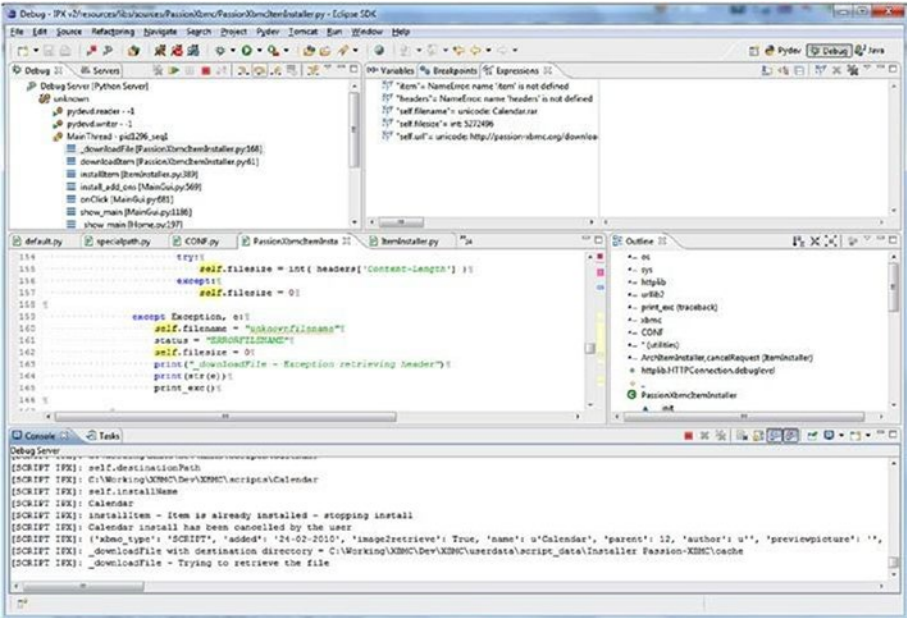 Debug - IPX v2/resources/libs/sources/PassionXbmc/PassionXbmcItemInstaller.py - Eclipse SDK
File Edit Source Refactoring Navigate Search Project Pydev Tomcat Run Window Help
Pydev Debug Java
Debug Servers
Debug Server [Python Server]
unknown
pydevd.reader - -1
pydevd.writer - -1
MainThread - pid1296_seq1
_downloadFile [PassionXbmcItemInstaller.py:168]
downloadItem [PassionXbmcItemInstaller.py:61]
installItem [ItemInstaller.py:389]
install_add_ons [MainGui.py:569]
onClick [MainGui.py:681]
show_main [MainGui.py:1186]
show main [Home.py:197]
Variables Breakpoints Expressions
"item"= NameError: name 'item' is not defined
"headers"= NameError: name 'headers' is not defined
"self.filename"= unicode: Calendar.rar
"self.filesize"= int: 5272496
"self.url"= unicode: http://passion-xbmc.org/downloa
default.py specialpath.py CONF.py PassionXbmcItemInsta ItemInstaller.py 24
154 try:
155 self.filesize = int( headers['Content-Length'] )
156 except:
157 self.filesize = 0
158
159 except Exception, e:
160 self.filename = "unknownfilename"
161 status = "ERRORFILENAME"
162 self.filesize = 0
163 print("_downloadFile - Exception retrieving header")
164 print(str(e))
165 print_exc()
166
Outline
os
sys
httplib
urllib2
print_exc (traceback)
xbmc
CONF
* (utilities)
ArchItemInstaller,cancelRequest (ItemInstaller)
httplib.HTTPConnection.debuglevel
_
PassionXbmcItemInstaller
init
Console Tasks
Debug Server
[SCRIPT IPX]: self.destinationPath
[SCRIPT IPX]: C:\Working\XBMC\Dev\XBMC\scripts\Calendar
[SCRIPT IPX]: self.installName
[SCRIPT IPX]: Calendar
[SCRIPT IPX]: installItem - Item is already installed - stopping install
[SCRIPT IPX]: Calendar install has been cancelled by the user
[SCRIPT IPX]: {'xbmc_type': 'SCRIPT', 'added': '24-02-2010', 'image2retrieve': True, 'name': u'Calendar', 'parent': 12, 'author': u'', 'previewpicture': '',
[SCRIPT IPX]: _downloadFile with destination directory = C:\Working\XBMC\Dev\XBMC\userdata\script_data\Installer Passion-XBMC\cache
[SCRIPT IPX]: _downloadFile - Trying to retrieve the file